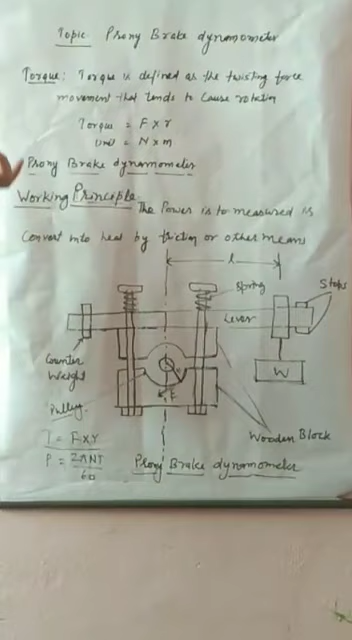 Topic Prony Brake dynamometer
Torque: Torque is defined as the twisting force
movement that tends to cause rotation
Torque = F x r
Unit = N x m
Prony Brake dynamometer
Working Principle
The Power is to measured is
Convert into heat by friction or other means
l
Spring
Stops
Lever
Counter
Weight
W
Pulley
Wooden Block
T = F x r
P = 2πNT
60
Prony Brake dynamometer